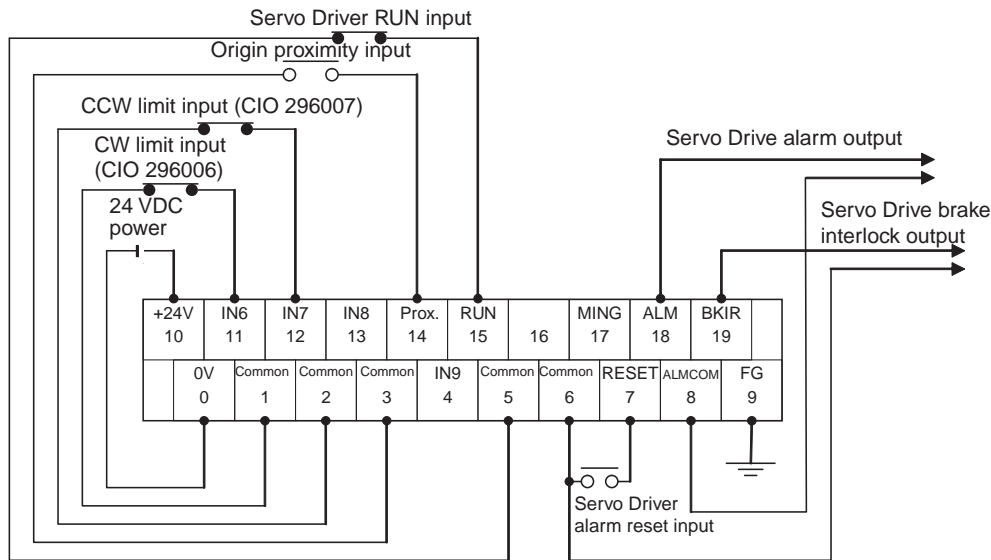 Servo Driver RUN input
Origin proximity input
CCW limit input (CIO 296007)
CW limit input
(CIO 296006)
24 VDC
power
Servo Drive alarm output
Servo Drive brake
interlock output
+24V IN6 IN7 IN8 Prox. RUN MING ALM BKIR
10 11 12 13 14 15 16 17 18 19
0V Common Common Common IN9 Common Common RESET ALMCOM FG
0 1 2 3 4 5 6 7 8 9
Servo Driver
alarm reset input